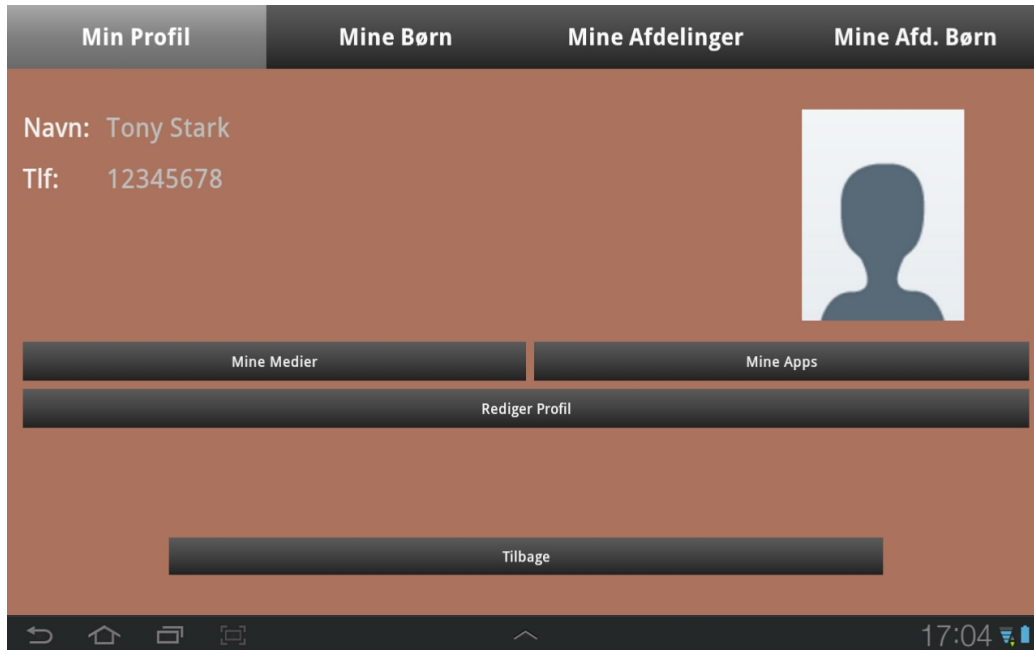 Min Profil Mine Børn Mine Afdelinger Mine Afd. Børn
Navn: Tony Stark
Tlf: 12345678
Mine Medier Mine Apps
Rediger Profil
Tilbage
17:04